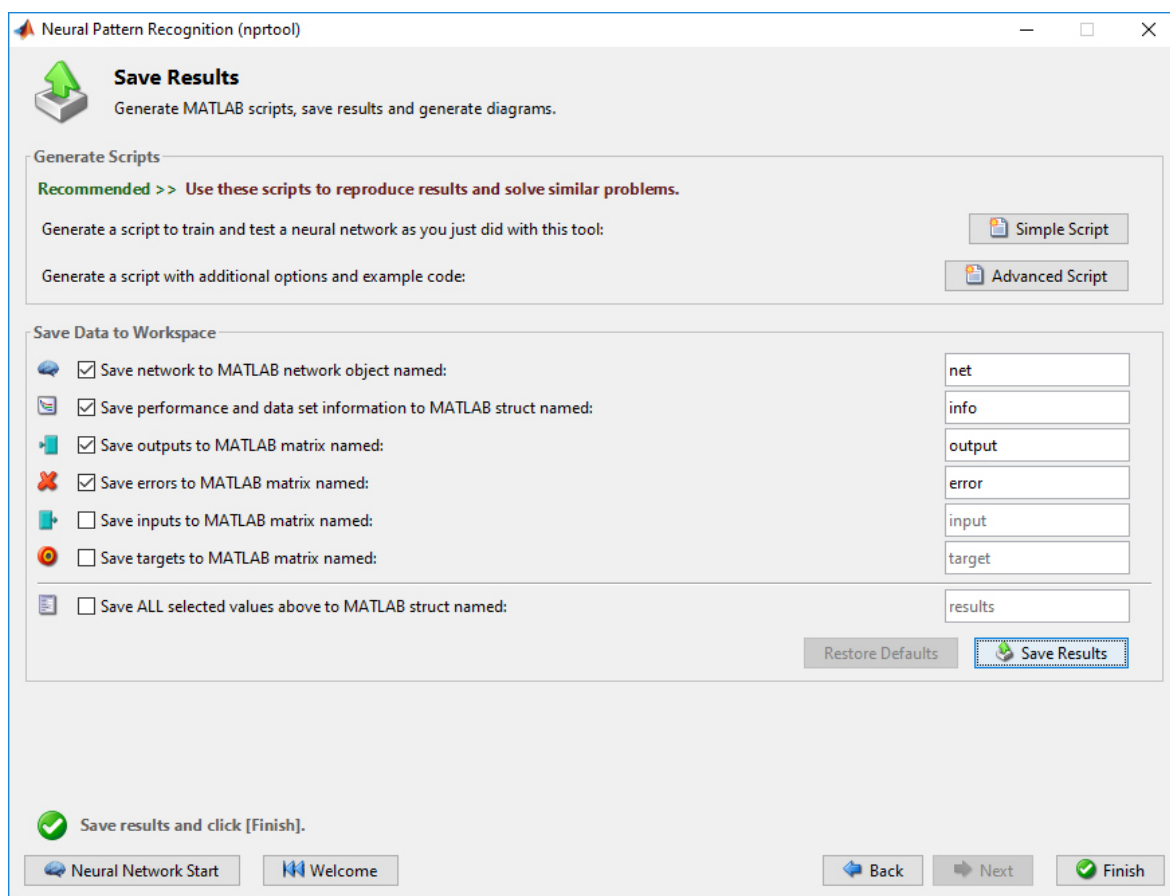 Neural Pattern Recognition (nprtool)
Save Results
Generate MATLAB scripts, save results and generate diagrams.
Generate Scripts
Recommended >> Use these scripts to reproduce results and solve similar problems.
Generate a script to train and test a neural network as you just did with this tool: Simple Script
Generate a script with additional options and example code: Advanced Script
Save Data to Workspace
Save network to MATLAB network object named: net
Save performance and data set information to MATLAB struct named: info
Save outputs to MATLAB matrix named: output
Save errors to MATLAB matrix named: error
Save inputs to MATLAB matrix named: input
Save targets to MATLAB matrix named: target
Save ALL selected values above to MATLAB struct named: results
Restore Defaults Save Results
Save results and click [Finish].
Neural Network Start Welcome Back Next Finish